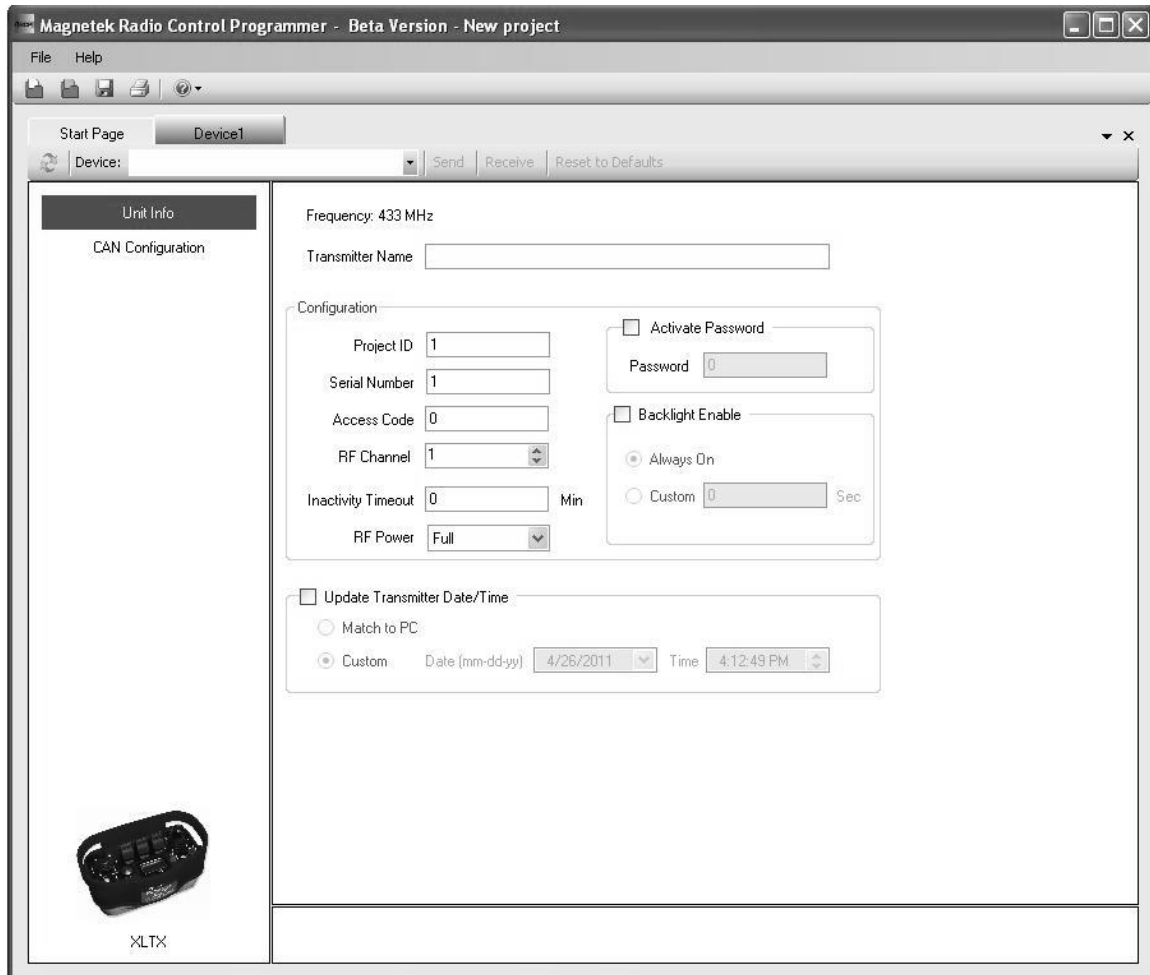 Magnetek Radio Control Programmer - Beta Version - New project
File Help
Start Page Device1
Device: Send Receive Reset to Defaults
Unit Info
CAN Configuration
Frequency: 433 MHz
Transmitter Name
Configuration
Project ID 1
Serial Number 1
Access Code 0
RF Channel 1
Inactivity Timeout 0 Min
RF Power Full
Activate Password
Password 0
Backlight Enable
Always On
Custom 0 Sec
Update Transmitter Date/Time
Match to PC
Custom Date (mm-dd-yy) 4/26/2011 Time 4:12:49 PM
XLTX